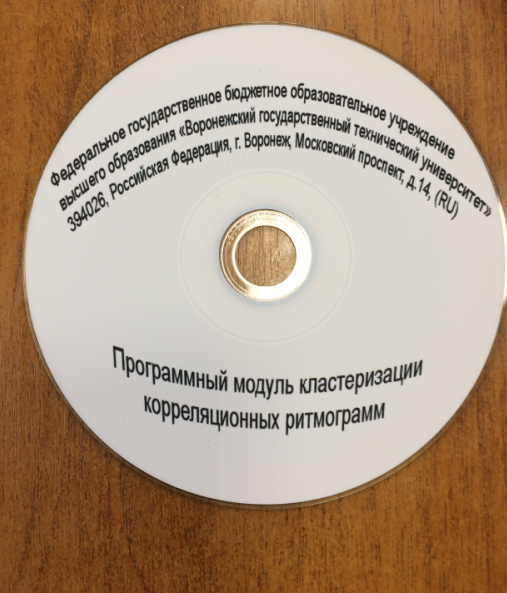 Федеральное государственное бюджетное образовательное учреждение
высшего образования «Воронежский государственный технический университет»
394026, Российская Федерация, г. Воронеж, Московский проспект, д.14, (RU)
Программный модуль кластеризации
корреляционных ритмограмм